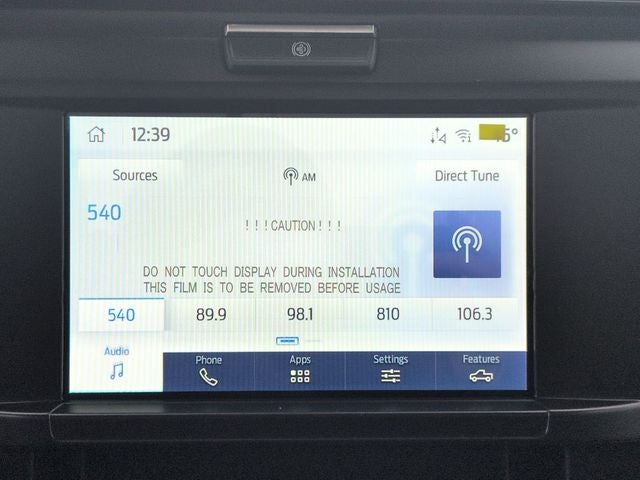 12:39
5°
Sources
AM
Direct Tune
540
!!!CAUTION!!!
DO NOT TOUCH DISPLAY DURING INSTALLATION
THIS FILM IS TO BE REMOVED BEFORE USAGE
540 89.9 98.1 810 106.3
Audio Phone Apps Settings Features